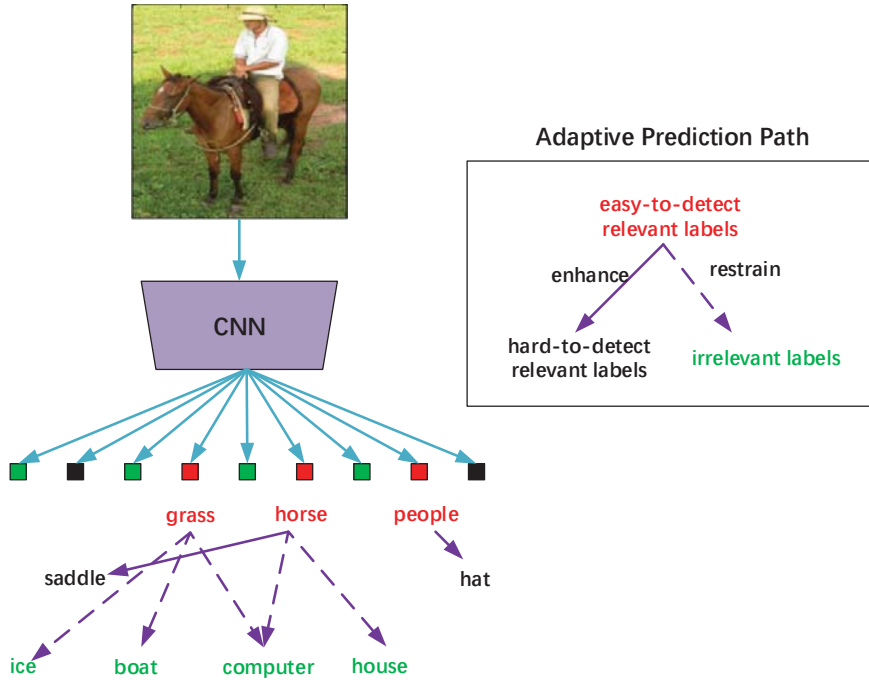 Adaptive Prediction Path
easy-to-detect
relevant labels
enhance
restrain
CNN
hard-to-detect
relevant labels
irrelevant labels
grass horse people
saddle
hat
ice boat computer house